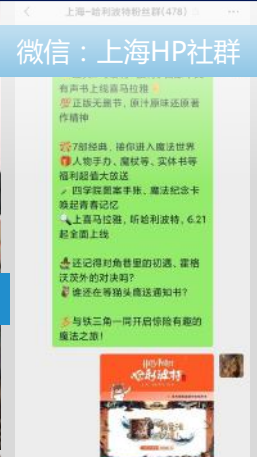 上海-哈利波特粉丝群(478)
微信：上海HP社群
有声书上线喜马拉雅
💯正版无删节，原汁原味还原著
作精神
💢7部经典，接你进入魔法世界
🎁人物手办、魔杖等、实体书等
福利超值大放送
四学院图案手账、魔法纪念卡
唤起青春记忆
🔍上喜马拉雅，听哈利波特，6.21
起全面上线
还记得对角巷里的初遇、霍格
沃茨外的对决吗？
谁还在等猫头鹰送通知书？
⚡与铁三角一同开启惊险有趣的
魔法之旅！
Harry Potter
哈利波特